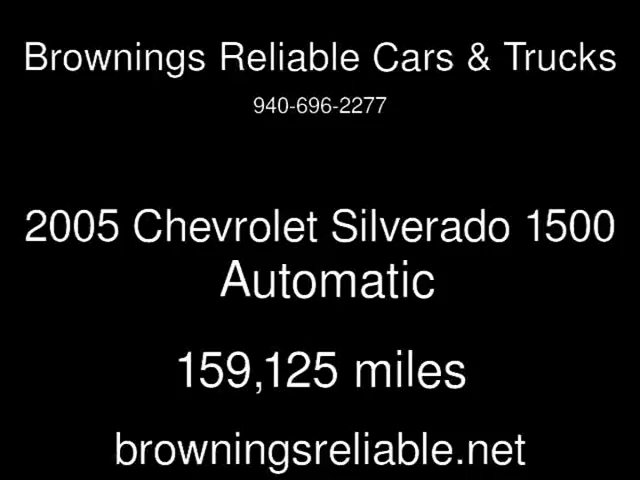 Brownings Reliable Cars & Trucks
940-696-2277
2005 Chevrolet Silverado 1500
Automatic
159,125 miles
browningsreliable.net